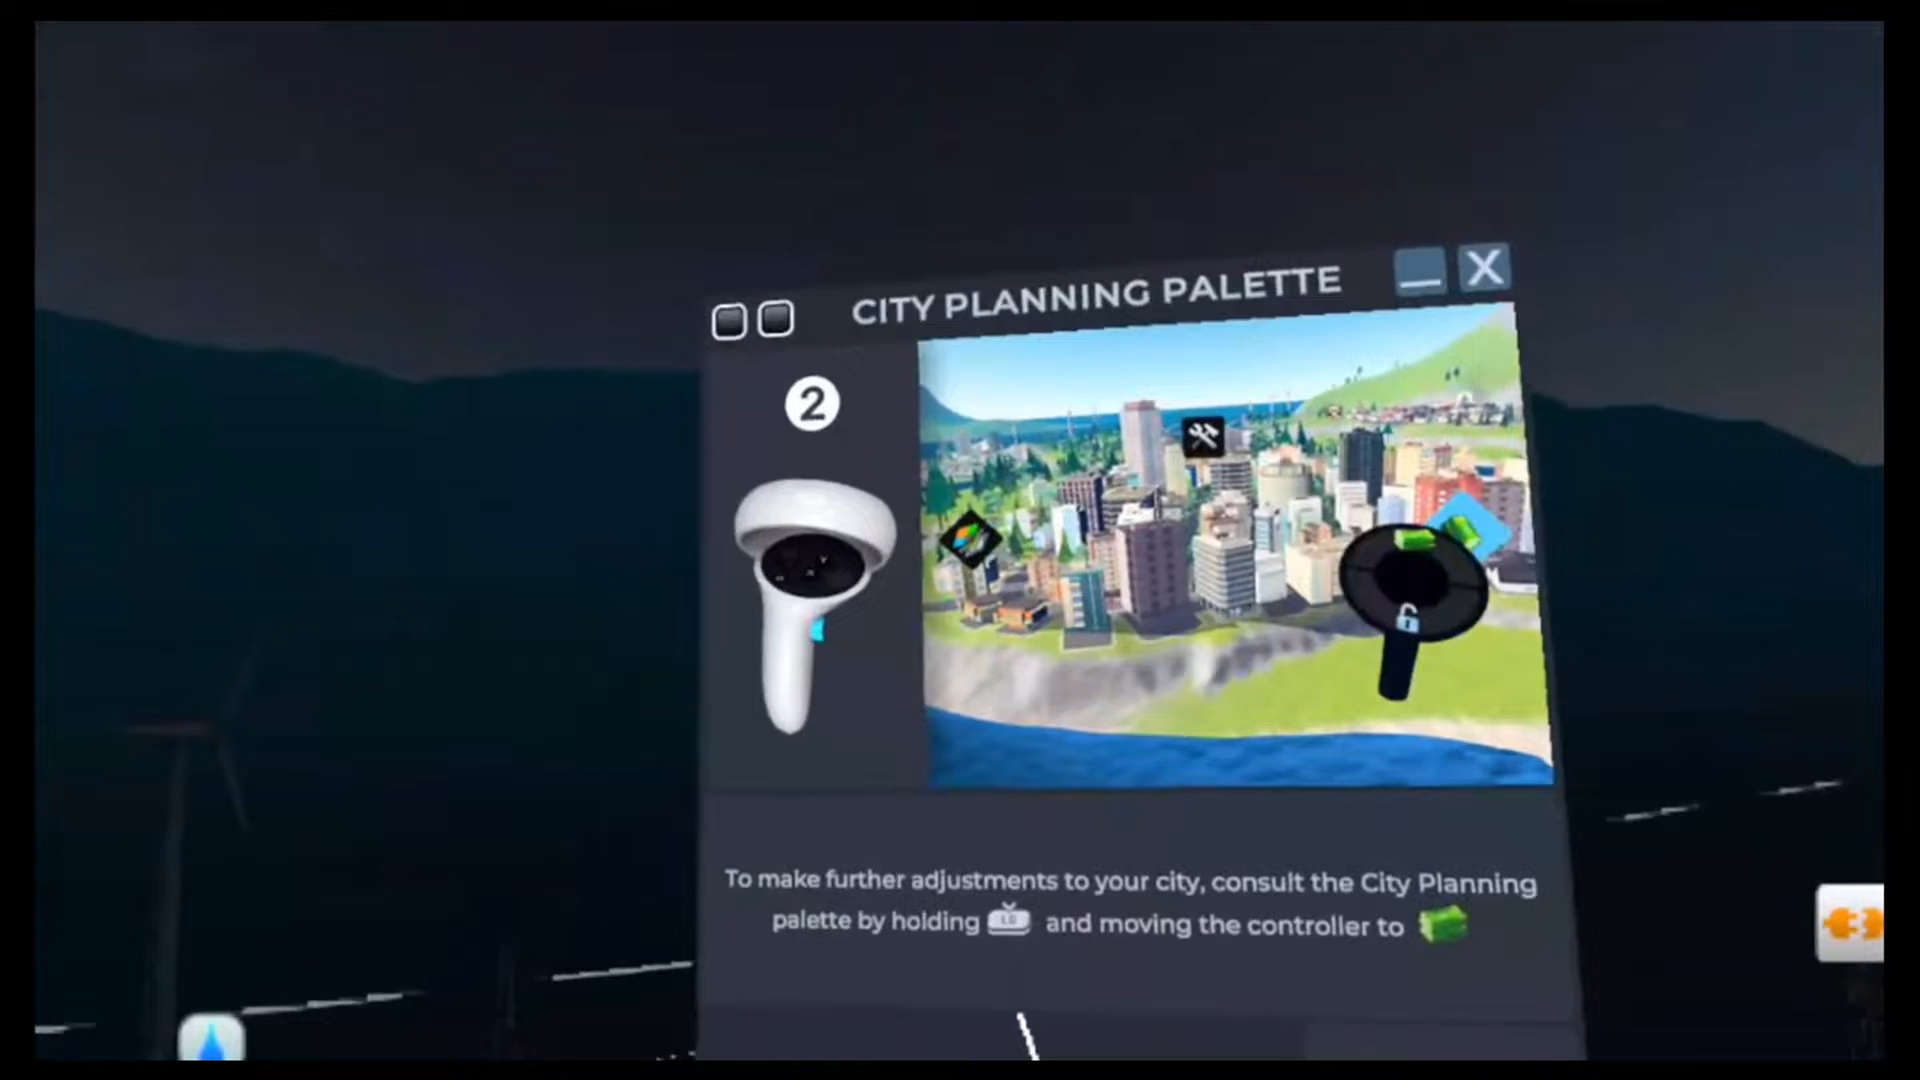 CITY PLANNING PALETTE
X
2
To make further adjustments to your city, consult the City Planning
palette by holding LG and moving the controller to